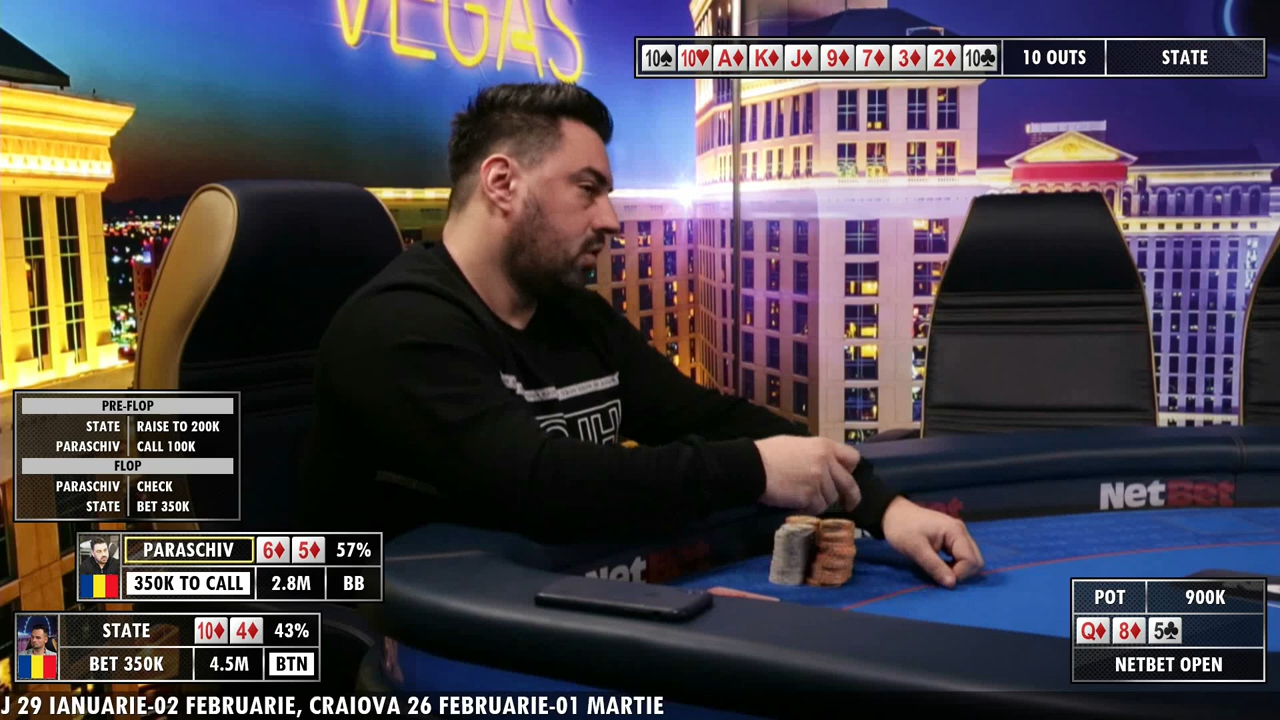 VEGAS
10♠ 10♥ A♦ K♦ J♦ 9♦ 7♦ 3♦ 2♦ 10♣ 10 OUTS STATE
PRE-FLOP
STATE RAISE TO 200K
PARASCHIV CALL 100K
FLOP
PARASCHIV CHECK
STATE BET 350K
PARASCHIV 6♦ 5♦ 57%
350K TO CALL 2.8M BB
STATE 10♦ 4♦ 43%
BET 350K 4.5M BTN
NetBet
NetBet
POT 900K
Q♦ 8♦ 5♣
NETBET OPEN
J 29 IANUARIE-02 FEBRUARIE, CRAIOVA 26 FEBRUARIE-01 MARTIE